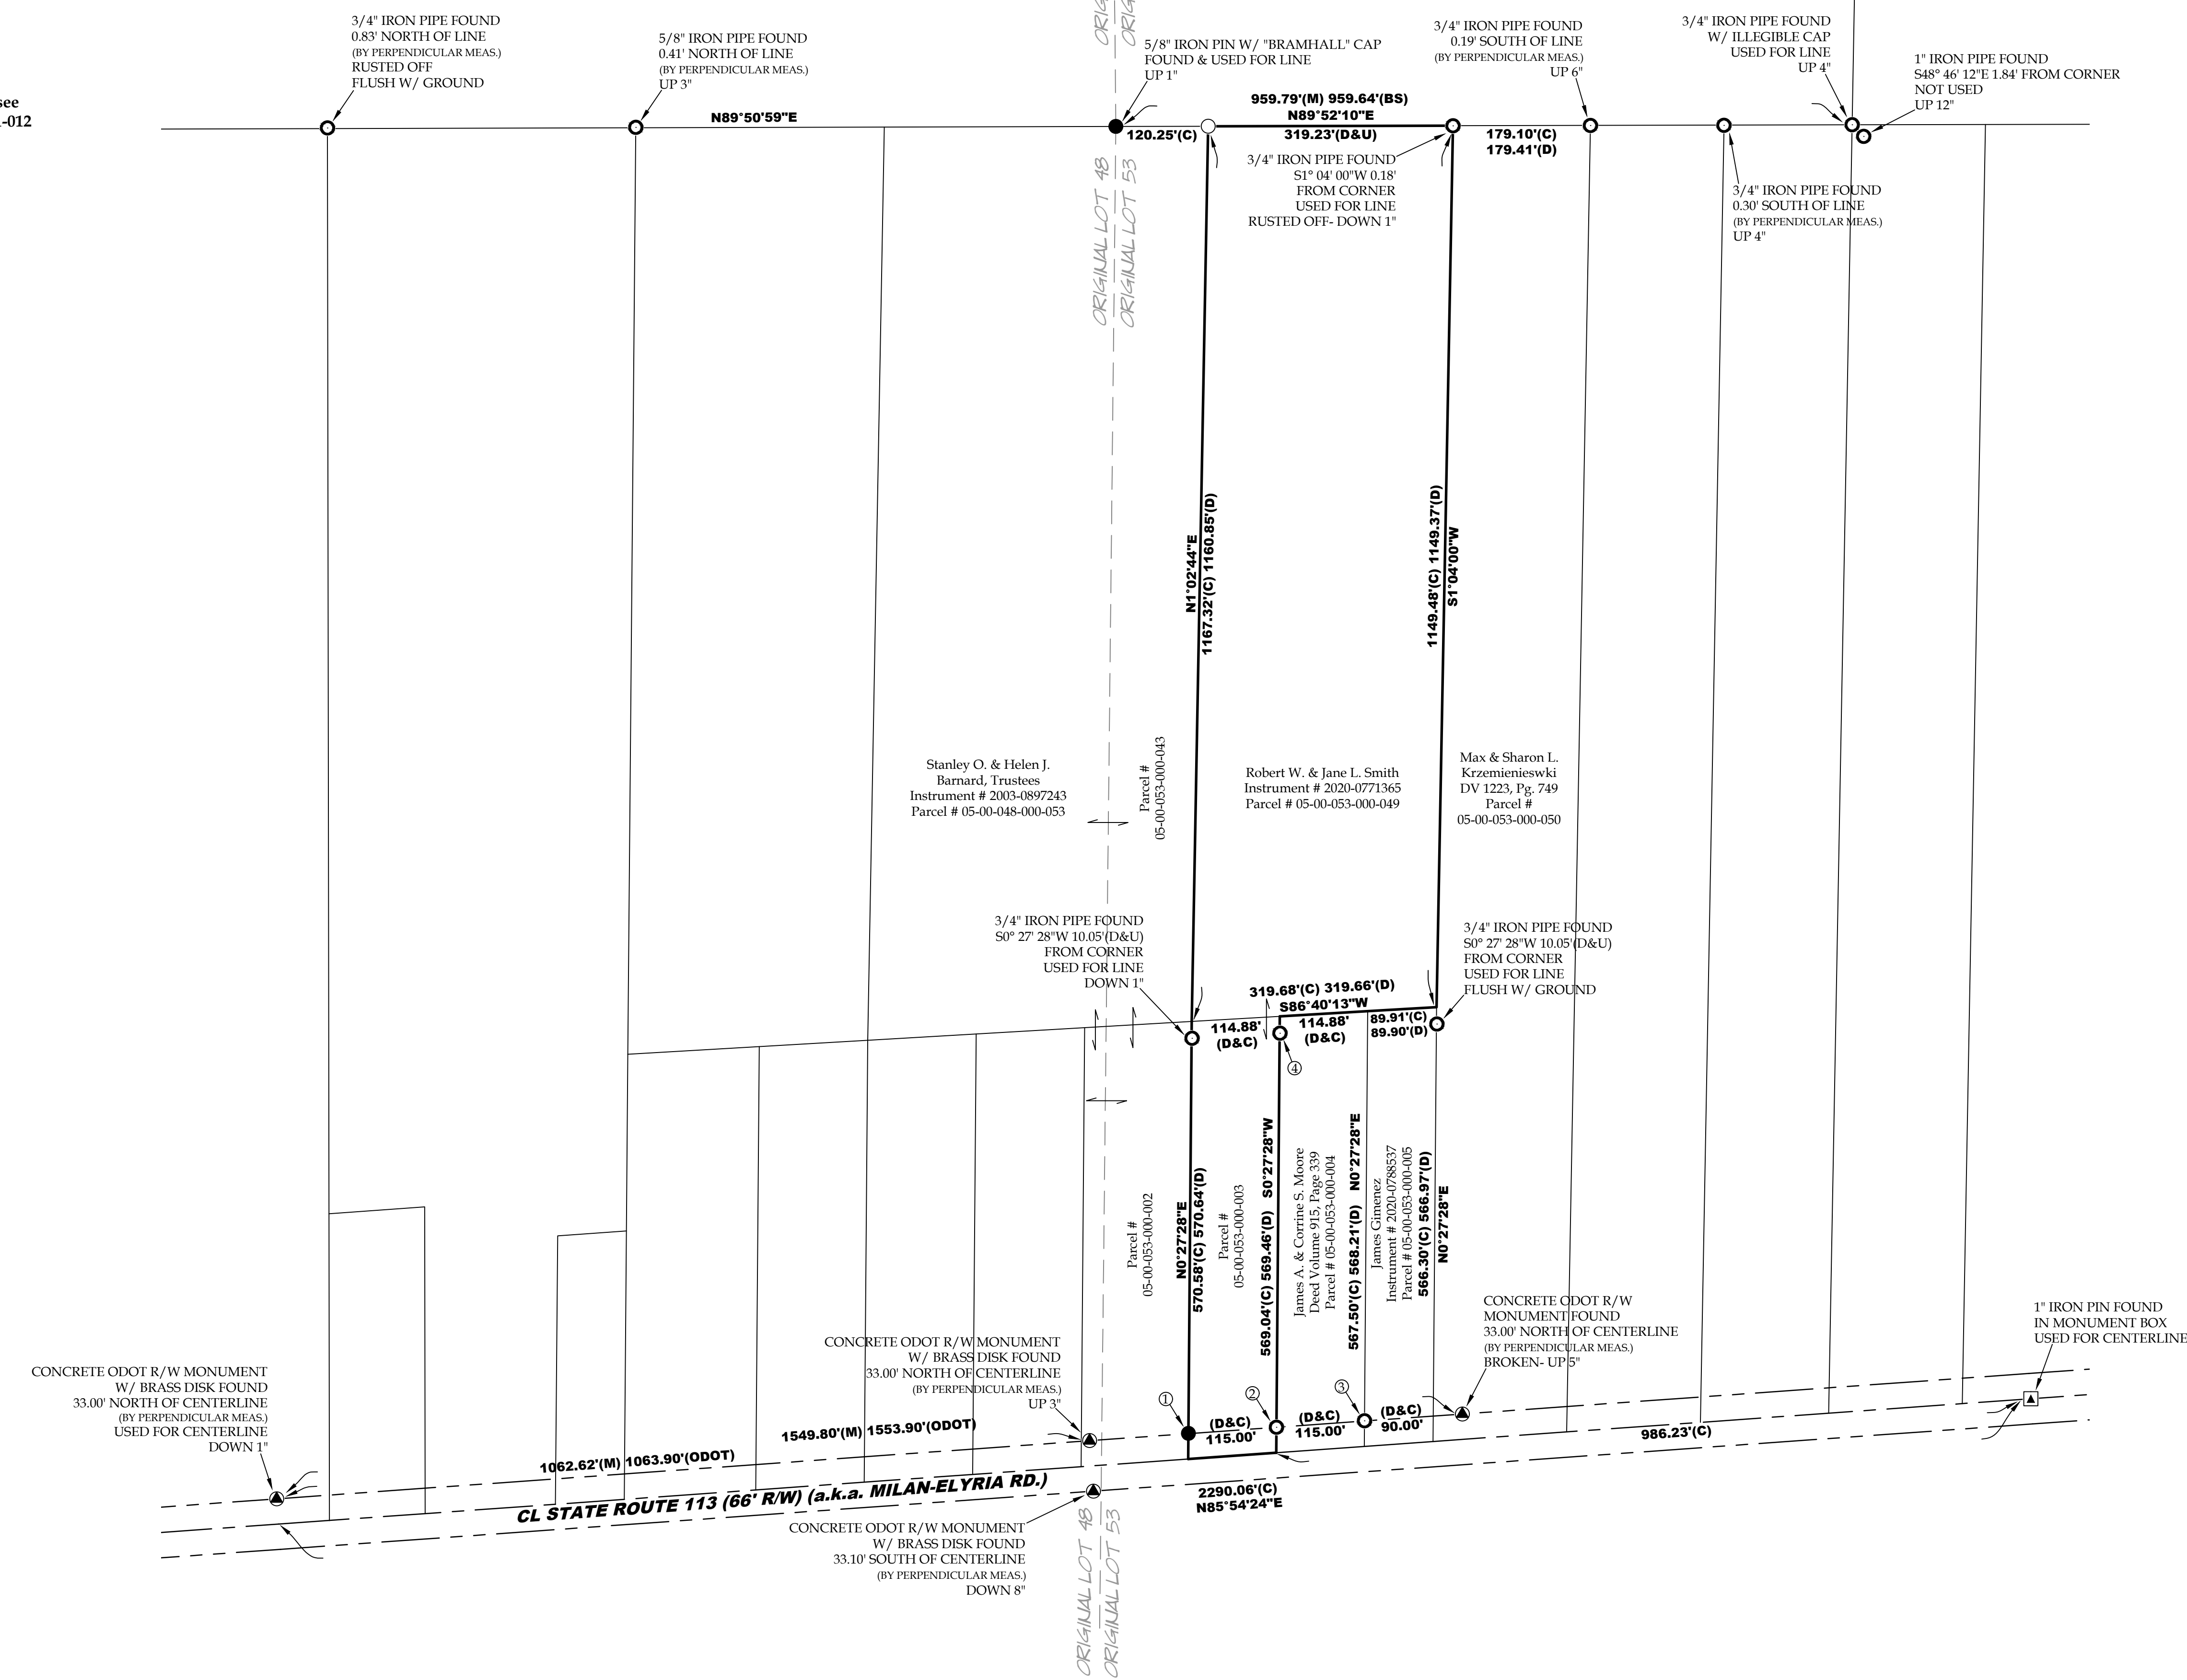 see
1-012
3/4" IRON PIPE FOUND
0.83' NORTH OF LINE
(BY PERPENDICULAR MEAS.)
RUSTED OFF
FLUSH W/ GROUND
5/8" IRON PIPE FOUND
0.41' NORTH OF LINE
(BY PERPENDICULAR MEAS.)
UP 3"
N89°50'59"E
5/8" IRON PIN W/ "BRAMHALL" CAP
FOUND & USED FOR LINE
UP 1"
120.25'(C)
959.79'(M) 959.64'(BS)
N89°52'10"E
319.23'(D&U)
3/4" IRON PIPE FOUND
S1° 04' 00"W 0.18'
FROM CORNER
USED FOR LINE
RUSTED OFF- DOWN 1"
3/4" IRON PIPE FOUND
0.19' SOUTH OF LINE
(BY PERPENDICULAR MEAS.)
UP 6"
179.10'(C)
179.41'(D)
3/4" IRON PIPE FOUND
W/ ILLEGIBLE CAP
USED FOR LINE
UP 4"
1" IRON PIPE FOUND
S48° 46' 12"E 1.84' FROM CORNER
NOT USED
UP 12"
3/4" IRON PIPE FOUND
0.30' SOUTH OF LINE
(BY PERPENDICULAR MEAS.)
UP 4"
ORIG
ORIG
ORIGINAL LOT 48
ORIGINAL LOT 53
N1°02'44"E
1167.32'(C) 1160.85'(D)
1149.48'(C) 1149.37'(D)
S1°04'00"W
Stanley O. & Helen J.
Barnard, Trustees
Instrument # 2003-0897243
Parcel # 05-00-048-000-053
Parcel #
05-00-053-000-043
Robert W. & Jane L. Smith
Instrument # 2020-0771365
Parcel # 05-00-053-000-049
Max & Sharon L.
Krzemienieswki
DV 1223, Pg. 749
Parcel #
05-00-053-000-050
3/4" IRON PIPE FOUND
S0° 27' 28"W 10.05'(D&U)
FROM CORNER
USED FOR LINE
DOWN 1"
3/4" IRON PIPE FOUND
S0° 27' 28"W 10.05'(D&U)
FROM CORNER
USED FOR LINE
FLUSH W/ GROUND
319.68'(C) 319.66'(D)
S86°40'13"W
114.88'
(D&C)
114.88'
(D&C)
89.91'(C)
89.90'(D)
4
Parcel #
05-00-053-000-002
N0°27'28"E
570.58'(C) 570.64'(D)
Parcel #
05-00-053-000-003
569.04'(C) 569.46'(D) S0°27'28"W
James A. & Corrine S. Moore
Deed Volume 915, Page 339
Parcel # 05-00-053-000-004
567.50'(C) 568.21'(D) N0°27'28"E
James Gimenez
Instrument # 2020-0788537
Parcel # 05-00-053-000-005
566.30'(C) 566.97'(D)
N0°27'28"E
CONCRETE ODOT R/W
MONUMENT FOUND
33.00' NORTH OF CENTERLINE
(BY PERPENDICULAR MEAS.)
BROKEN- UP 5"
1" IRON PIN FOUND
IN MONUMENT BOX
USED FOR CENTERLINE
CONCRETE ODOT R/W MONUMENT
W/ BRASS DISK FOUND
33.00' NORTH OF CENTERLINE
(BY PERPENDICULAR MEAS.)
UP 3"
CONCRETE ODOT R/W MONUMENT
W/ BRASS DISK FOUND
33.00' NORTH OF CENTERLINE
(BY PERPENDICULAR MEAS.)
USED FOR CENTERLINE
DOWN 1"
1
2
3
(D&C)
115.00'
(D&C)
115.00'
(D&C)
90.00'
1549.80'(M) 1553.90'(ODOT)
1062.62'(M) 1063.90'(ODOT)
986.23'(C)
CL STATE ROUTE 113 (66' R/W) (a.k.a. MILAN-ELYRIA RD.)
2290.06'(C)
N85°54'24"E
CONCRETE ODOT R/W MONUMENT
W/ BRASS DISK FOUND
33.10' SOUTH OF CENTERLINE
(BY PERPENDICULAR MEAS.)
DOWN 8"
ORIGINAL LOT 48
ORIGINAL LOT 53